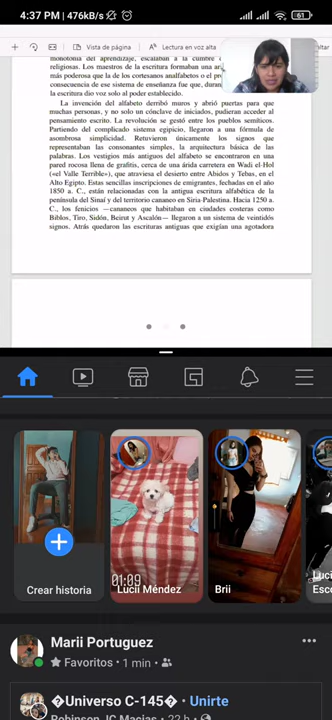 4:37 PM | 476kB/s
61
Vista de página
Lectura en voz alta
monotonía del aprendizaje, escalaban a la cumbre
religiosas. Los maestros de la escritura formaban una
más poderosa que la de los cortesanos analfabetos o el
consecuencia de ese sistema de enseñanza fue que,
la escritura dio voz solo al poder establecido.
La invención del alfabeto derribó muros y abrió puertas para que
muchas personas, y no solo un cónclave de iniciados, pudieran acceder al
pensamiento escrito. La revolución se gestó entre los pueblos semíticos.
Partiendo del complicado sistema egipcio, llegaron a una fórmula de
asombrosa simplicidad. Retuvieron únicamente los signos que
representaban las consonantes simples, la arquitectura básica de las
palabras. Los vestigios más antiguos del alfabeto se encontraron en una
pared rocosa llena de grafitis, cerca de una árida carretera en Wadi el-Hol
(«el Valle Terrible»), que atraviesa el desierto entre Abidos y Tebas, en el
Alto Egipto. Estas sencillas inscripciones de emigrantes, fechadas en el año
1850 a. C., están relacionadas con la antigua escritura alfabética de la
península del Sinaí y del territorio cananeo en Siria-Palestina. Hacia 1250 a.
C., los fenicios —cananeos que habitaban en ciudades costeras como
Biblos, Tiro, Sidón, Beirut y Ascalón— llegaron a un sistema de veintidós
signos. Atrás quedaron las escrituras antiguas que exigían una agotadora
Crear historia
01:09
Lucii Méndez
Brii
Luci
Esco
Marii Portuguez
Favoritos • 1 min •
�Universo C-145� • Unirte
Robinson JC Macias • 22 h •